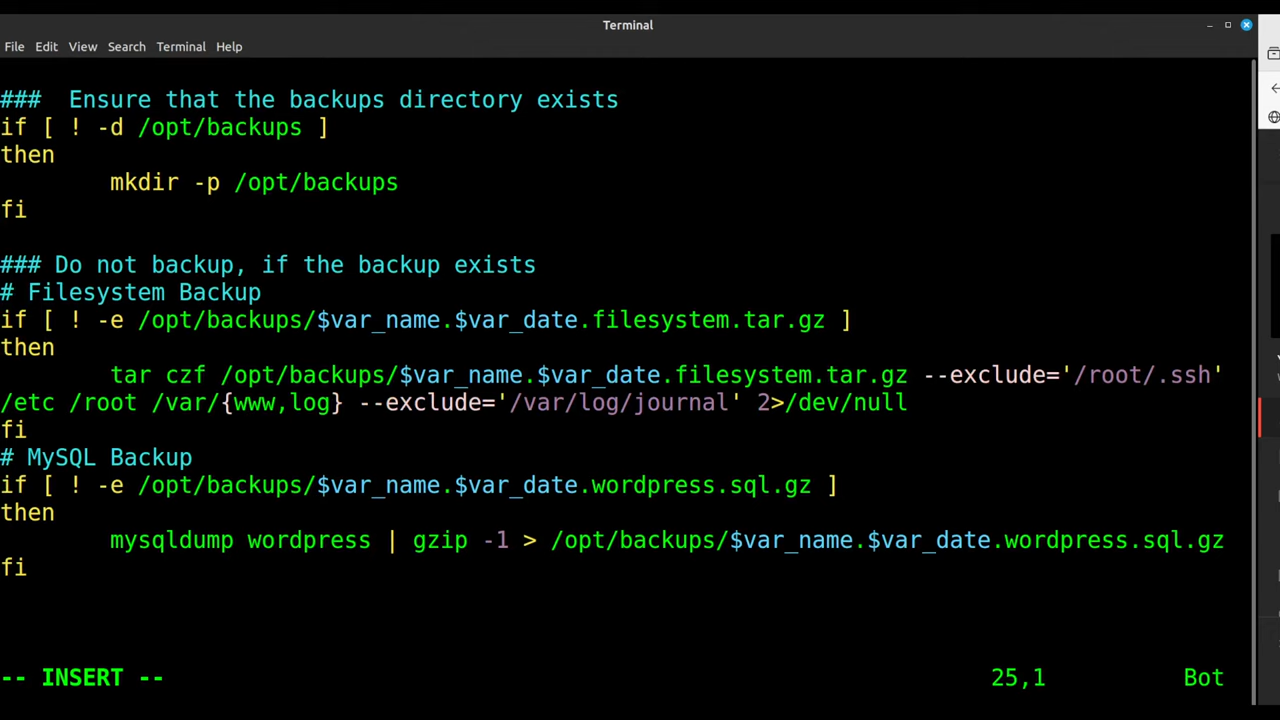 Terminal
File Edit View Search Terminal Help
###  Ensure that the backups directory exists
if [ ! -d /opt/backups ]
then
        mkdir -p /opt/backups
fi
### Do not backup, if the backup exists
# Filesystem Backup
if [ ! -e /opt/backups/$var_name.$var_date.filesystem.tar.gz ]
then
        tar czf /opt/backups/$var_name.$var_date.filesystem.tar.gz --exclude='/root/.ssh'
/etc /root /var/{www,log} --exclude='/var/log/journal' 2>/dev/null
fi
# MySQL Backup
if [ ! -e /opt/backups/$var_name.$var_date.wordpress.sql.gz ]
then
        mysqldump wordpress | gzip -1 > /opt/backups/$var_name.$var_date.wordpress.sql.gz
fi
-- INSERT -- 25,1 Bot